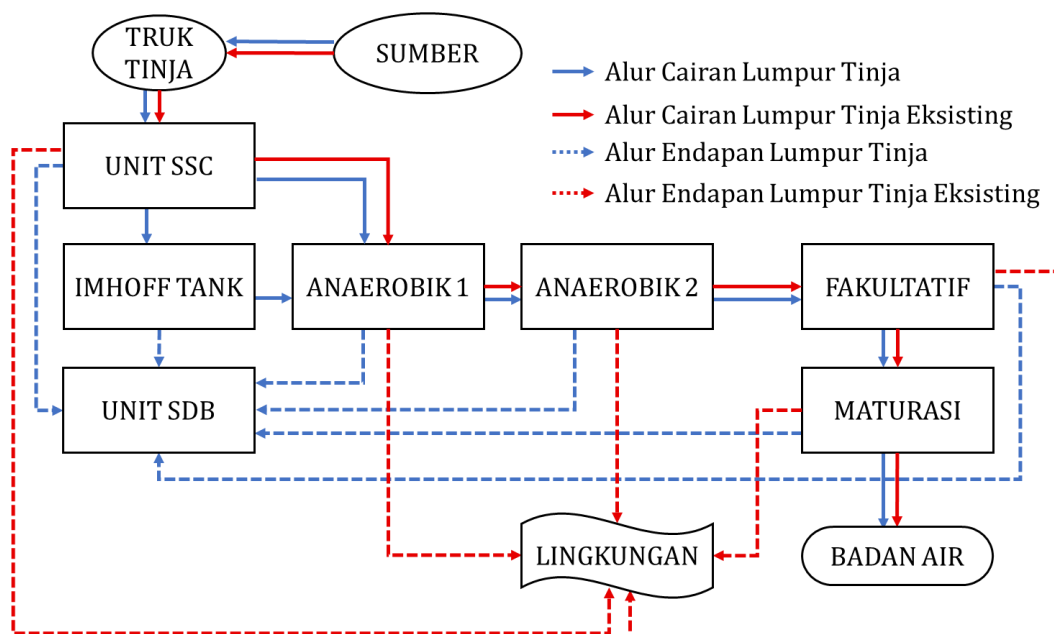 TRUK
TINJA
SUMBER
Alur Cairan Lumpur Tinja
Alur Cairan Lumpur Tinja Eksisting
Alur Endapan Lumpur Tinja
Alur Endapan Lumpur Tinja Eksisting
UNIT SSC
IMHOFF TANK
ANAEROBIK 1
ANAEROBIK 2
FAKULTATIF
UNIT SDB
MATURASI
LINGKUNGAN
BADAN AIR